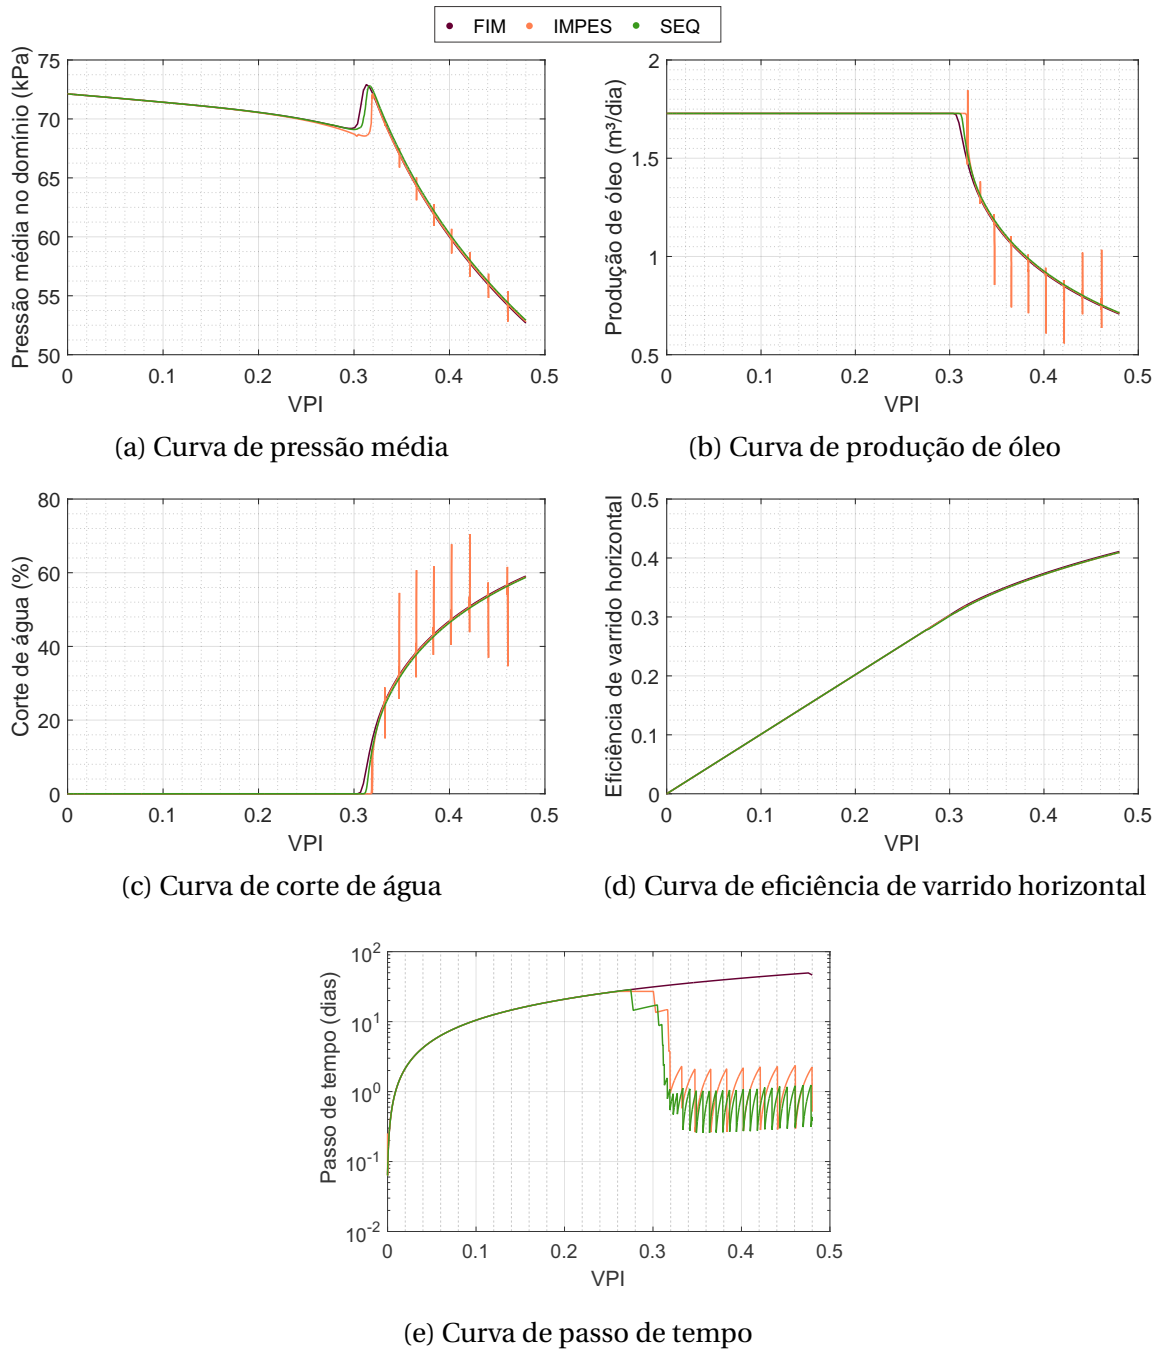 FIM IMPES SEQ
Pressão média no domínio (kPa)
75
70
65
60
55
50
0 0.1 0.2 0.3 0.4 0.5
VPI
(a) Curva de pressão média
Produção de óleo (m³/dia)
2
1.5
1
0.5
0 0.1 0.2 0.3 0.4 0.5
VPI
(b) Curva de produção de óleo
Corte de água (%)
80
60
40
20
0
0 0.1 0.2 0.3 0.4 0.5
VPI
(c) Curva de corte de água
Eficiência de varrido horizontal
0.5
0.4
0.3
0.2
0.1
0
0 0.1 0.2 0.3 0.4 0.5
VPI
(d) Curva de eficiência de varrido horizontal
Passo de tempo (dias)
10²
10¹
10⁰
10⁻¹
10⁻²
0 0.1 0.2 0.3 0.4 0.5
VPI
(e) Curva de passo de tempo